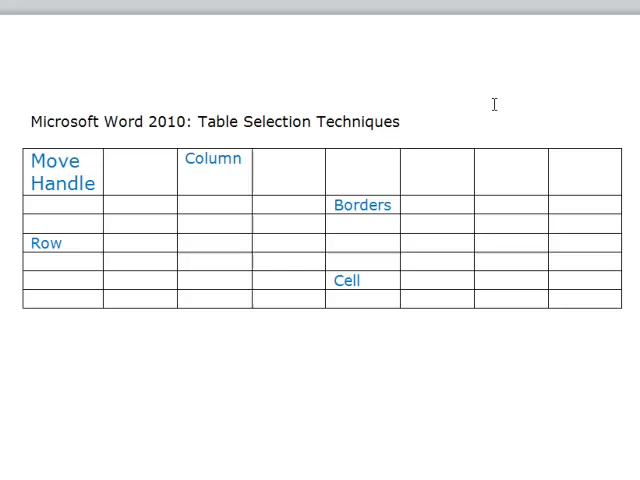 Microsoft Word 2010: Table Selection Techniques
Move Handle
Column
Borders
Row
Cell